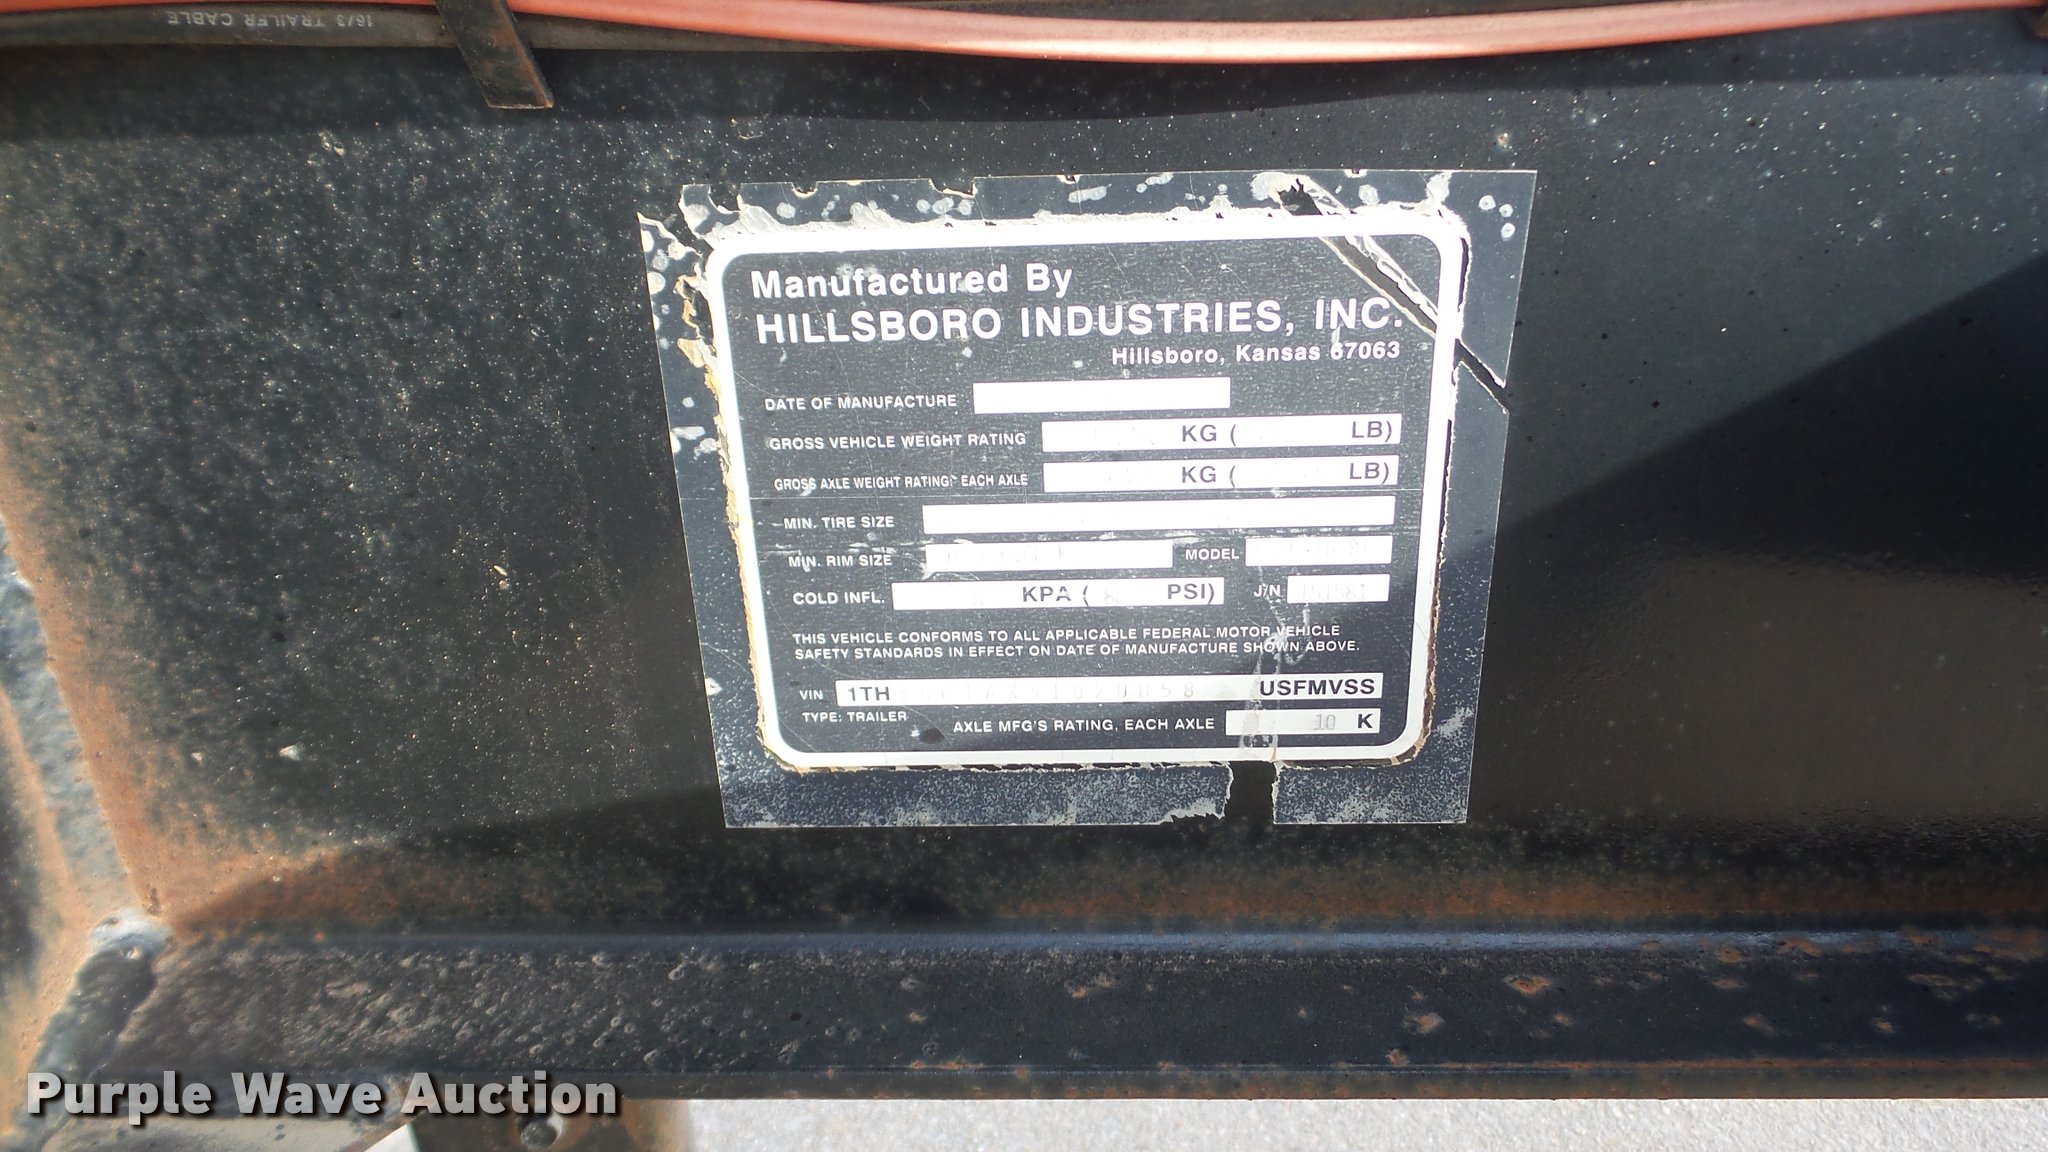 16/3 TRAILER CABLE
Manufactured By
HILLSBORO INDUSTRIES, INC.
Hillsboro, Kansas 67063
DATE OF MANUFACTURE
GROSS VEHICLE WEIGHT RATING KG ( LB)
GROSS AXLE WEIGHT RATING: EACH AXLE KG ( LB)
MIN. TIRE SIZE
MIN. RIM SIZE MODEL
COLD INFL. KPA ( PSI) J/N
THIS VEHICLE CONFORMS TO ALL APPLICABLE FEDERAL MOTOR VEHICLE
SAFETY STANDARDS IN EFFECT ON DATE OF MANUFACTURE SHOWN ABOVE.
VIN 1TH USFMVSS
TYPE: TRAILER
AXLE MFG'S RATING, EACH AXLE 10 K
Purple Wave Auction